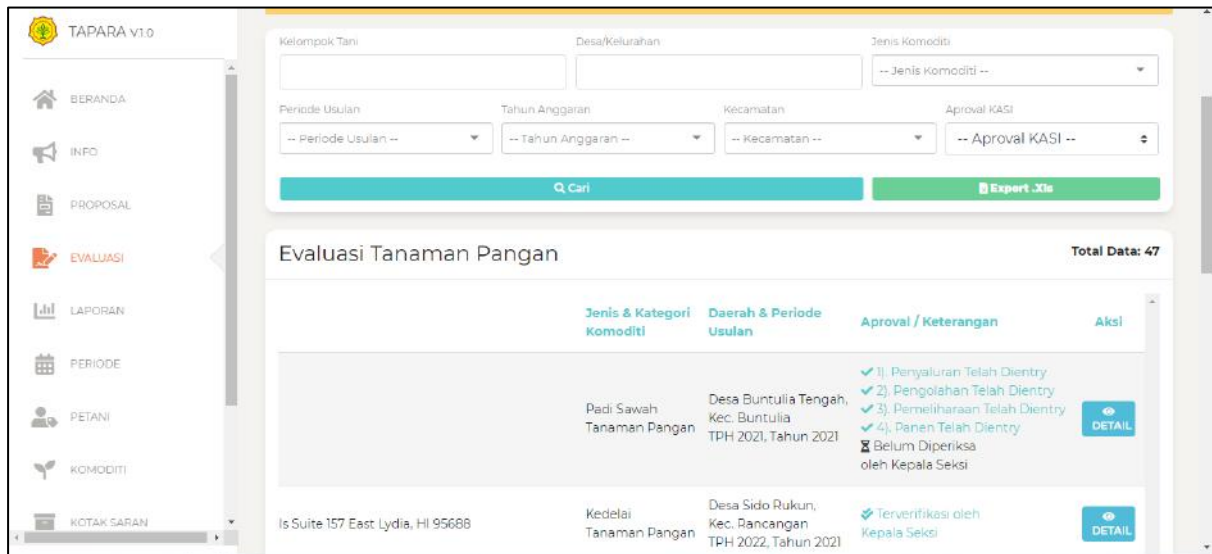 TAPARA V1.0
BERANDA
INFO
PROPOSAL
EVALUASI
LAPORAN
PERIODE
PETANI
KOMODITI
KOTAK SARAN
Kelompok Tani
Desa/Kelurahan
Jenis Komoditi
-- Jenis Komoditi --
Periode Usulan
Tahun Anggaran
Kecamatan
Aproval KASI
-- Periode Usulan --
-- Tahun Anggaran --
-- Kecamatan --
-- Aproval KASI --
Cari
Export .Xls
Evaluasi Tanaman Pangan
Total Data: 47
Jenis & Kategori
Komoditi
Daerah & Periode
Usulan
Aproval / Keterangan
Aksi
Padi Sawah
Tanaman Pangan
Desa Buntulia Tengah,
Kec. Buntulia
TPH 2021, Tahun 2021
1). Penyaluran Telah Dientry
2). Pengolahan Telah Dientry
3). Pemeliharaan Telah Dientry
4). Panen Telah Dientry
Belum Diperiksa
oleh Kepala Seksi
DETAIL
Is Suite 157 East Lydia, HI 95688
Kedelai
Tanaman Pangan
Desa Sido Rukun,
Kec. Rancangan
TPH 2022, Tahun 2021
Terverifikasi oleh
Kepala Seksi
DETAIL